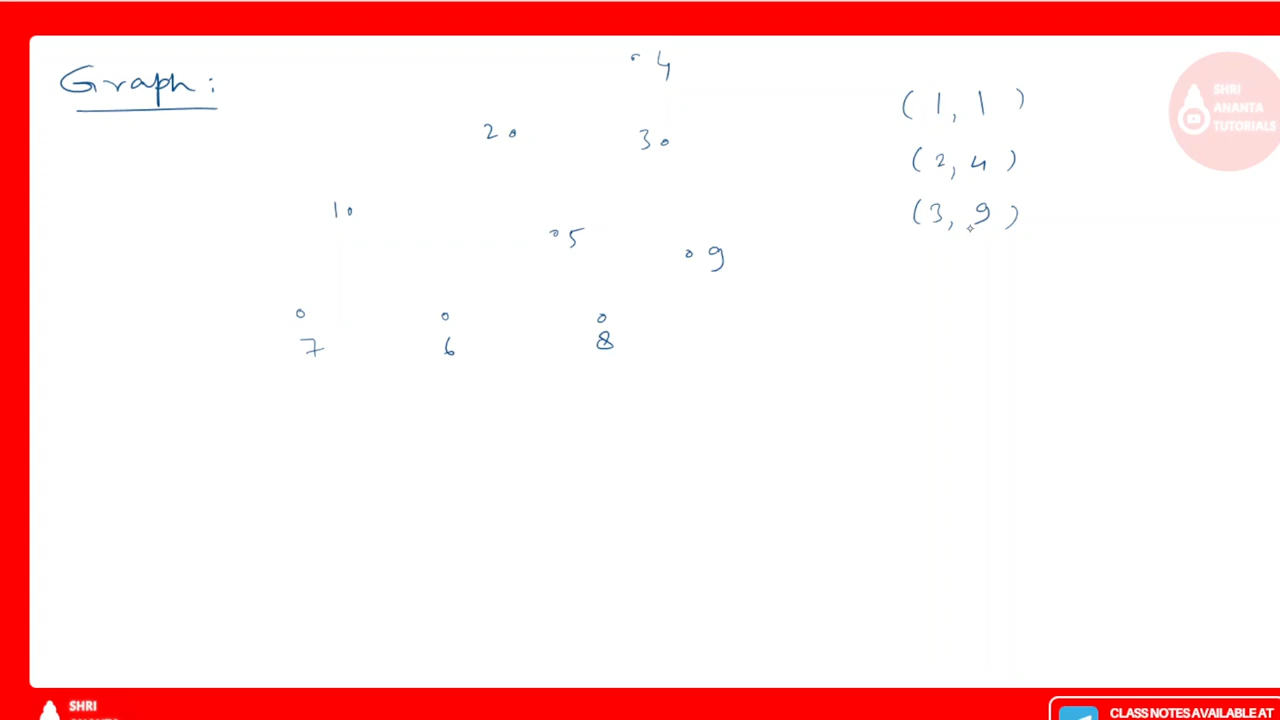 Graph:
4
2
3
1
5
9
7 6 8
(1, 1)
(2, 4)
(3, 9)
SHRI
ANANTA
TUTORIALS
SHRI
CLASS NOTES AVAILABLE AT